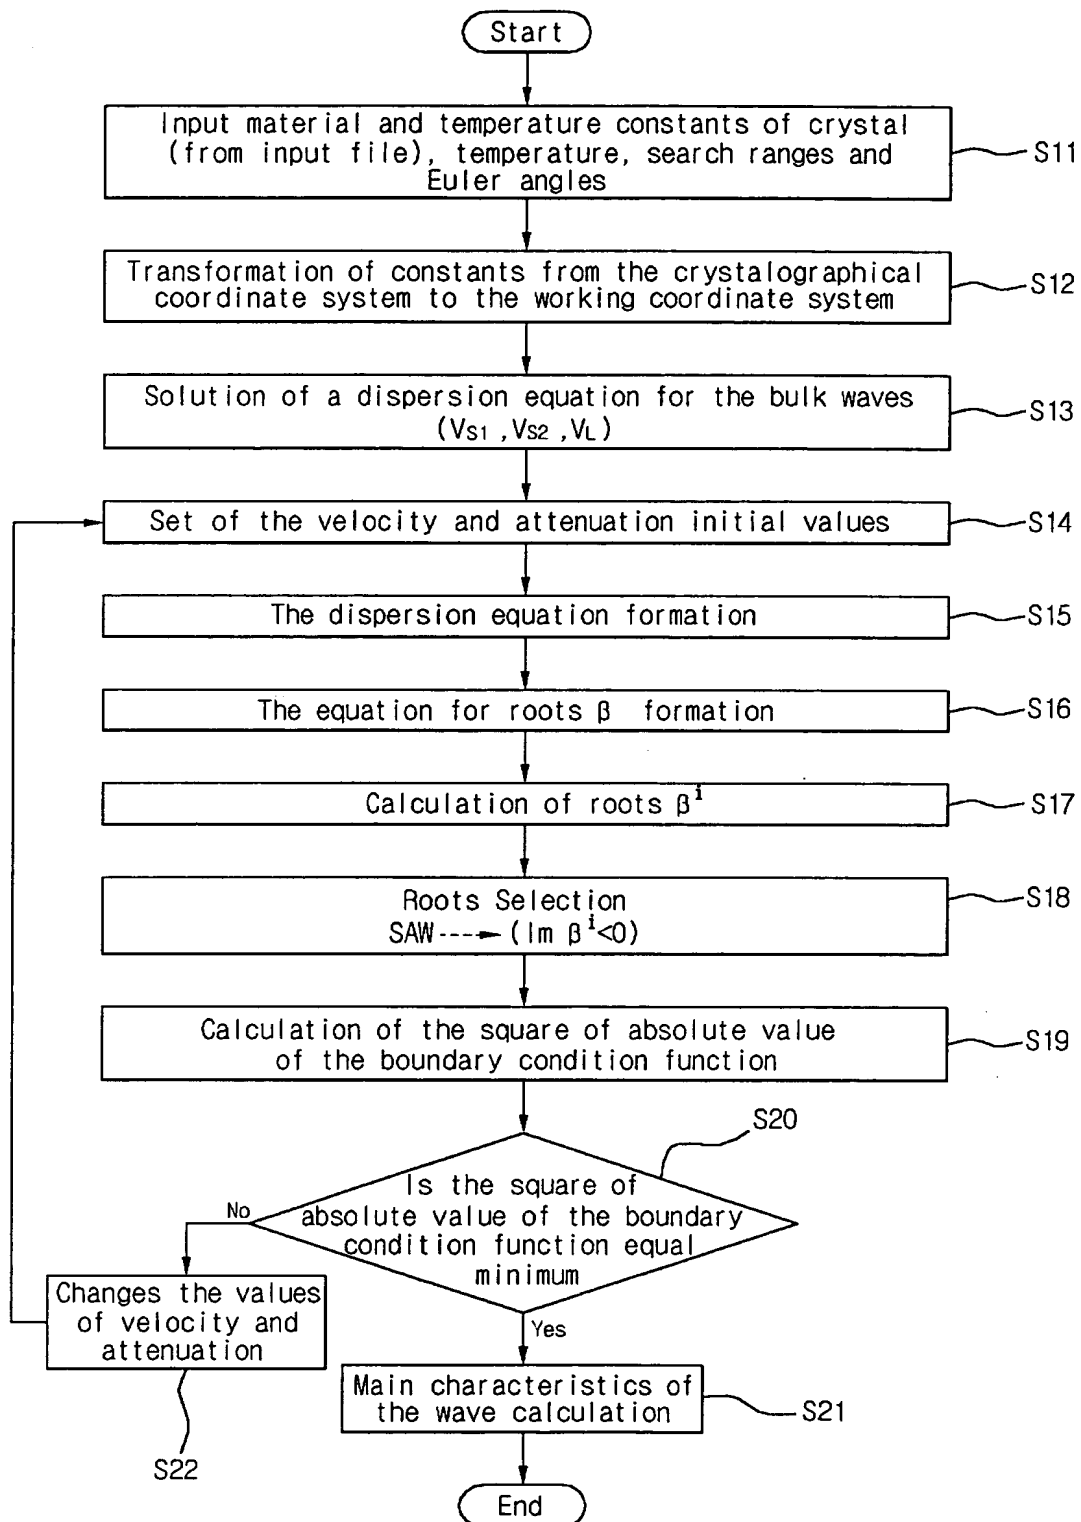 Start
Input material and temperature constants of crystal
(from input file), temperature, search ranges and
Euler angles
S11
Transformation of constants from the crystalographical
coordinate system to the working coordinate system
S12
Solution of a dispersion equation for the bulk waves
(VS1 ,VS2 ,VL)
S13
Set of the velocity and attenuation initial values
S14
The dispersion equation formation
S15
The equation for roots β formation
S16
Calculation of roots βⁱ
S17
Roots Selection
SAW ----► (Im βⁱ<0)
S18
Calculation of the square of absolute value
of the boundary condition function
S19
S20
Is the square of
absolute value of the boundary
condition function equal
minimum
No
Changes the values
of velocity and
attenuation
S22
Yes
Main characteristics of
the wave calculation
S21
End